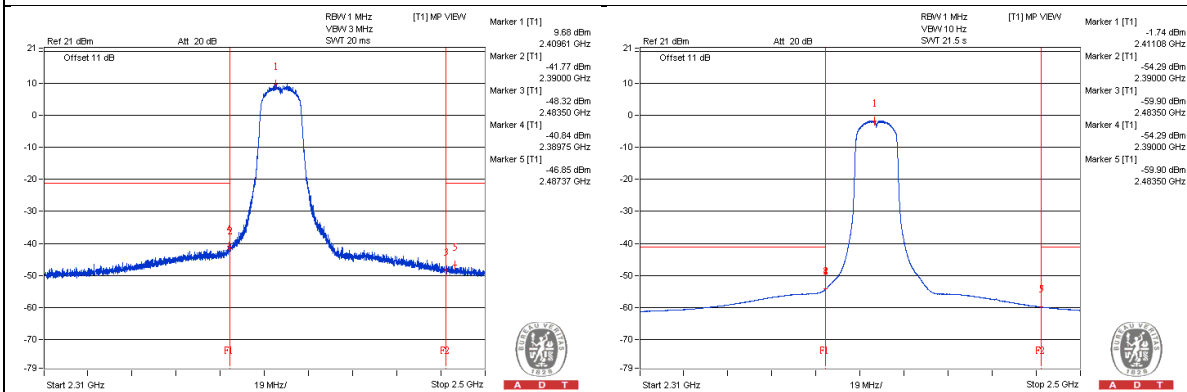 RBW 1 MHz [T1] MP VIEW
VBW 3 MHz
Ref 21 dBm Att 20 dB SWT 20 ms
Marker 1 [T1]
9.68 dBm
2.40961 GHz
Marker 2 [T1]
-41.77 dBm
2.39000 GHz
Marker 3 [T1]
-48.32 dBm
2.48350 GHz
Marker 4 [T1]
-40.84 dBm
2.38975 GHz
Marker 5 [T1]
-46.85 dBm
2.48737 GHz
21
Offset 11 dB
10
0
-10
-20
-30
-40
-50
-60
-70
-79
1
2
3
5
F1
F2
Start 2.31 GHz 19 MHz/ Stop 2.5 GHz
BUREAU VERITAS
1828
A D T
RBW 1 MHz [T1] MP VIEW
VBW 10 Hz
Ref 21 dBm Att 20 dB SWT 21.5 s
Marker 1 [T1]
-1.74 dBm
2.41108 GHz
Marker 2 [T1]
-54.29 dBm
2.39000 GHz
Marker 3 [T1]
-59.90 dBm
2.48350 GHz
Marker 4 [T1]
-54.29 dBm
2.39000 GHz
Marker 5 [T1]
-59.90 dBm
2.48350 GHz
21
Offset 11 dB
10
0
-10
-20
-30
-40
-50
-60
-70
-79
1
F1
F2
Start 2.31 GHz 19 MHz/ Stop 2.5 GHz
BUREAU VERITAS
1828
A D T